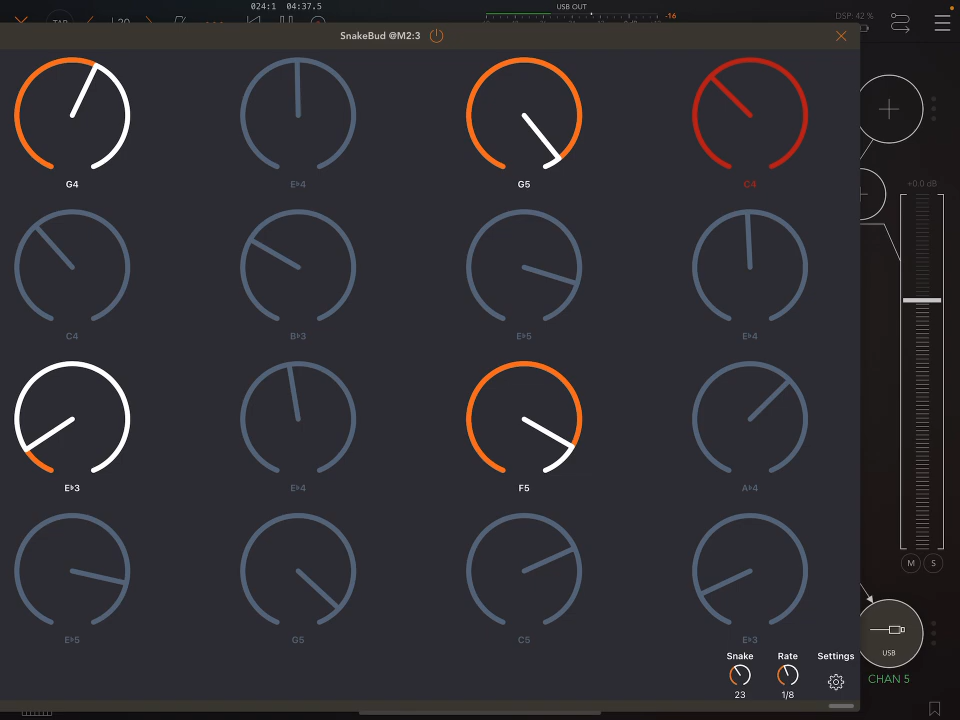 024:1 04:37.5
USB OUT
-16
DSP: 42 %
SnakeBud @M2:3
G4
E♭4
G5
C4
+0.0 dB
C4
B♭3
E♭5
E♭4
E♭3
E♭4
F5
A♭4
M S
E♭5
G5
C5
E♭3
USB
Snake Rate Settings
CHAN 5
23 1/8